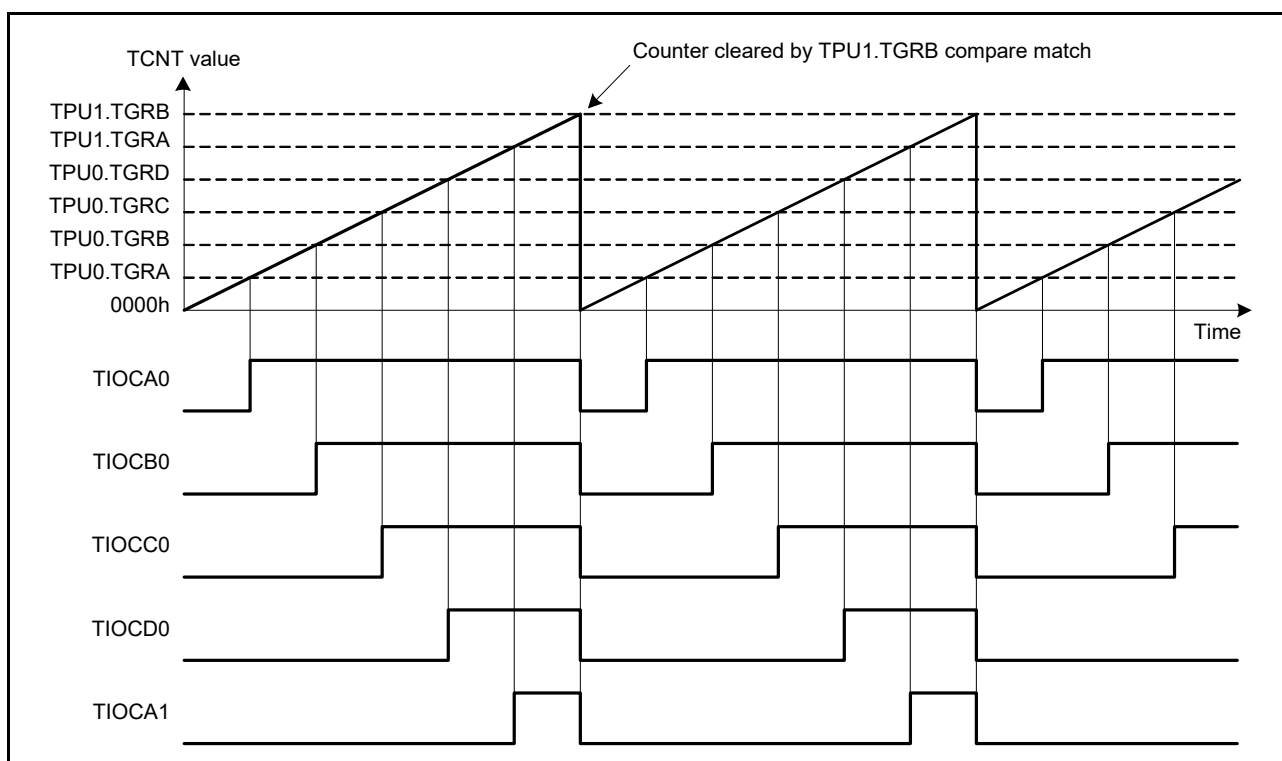 Counter cleared by TPU1.TGRB compare match
TCNT value
TPU1.TGRB
TPU1.TGRA
TPU0.TGRD
TPU0.TGRC
TPU0.TGRB
TPU0.TGRA
0000h
Time
TIOCA0
TIOCB0
TIOCC0
TIOCD0
TIOCA1